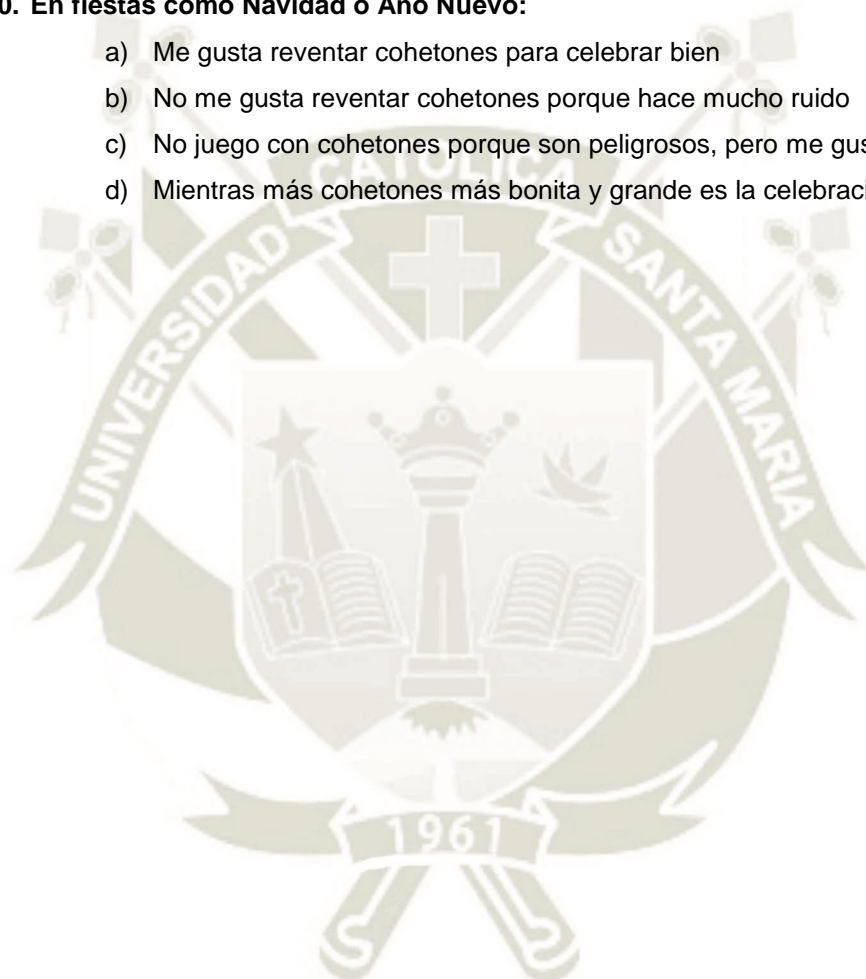 0. En fiestas como Navidad o Año Nuevo:
a) Me gusta reventar cohetones para celebrar bien
b) No me gusta reventar cohetones porque hace mucho ruido
c) No juego con cohetones porque son peligrosos, pero me gus
d) Mientras más cohetones más bonita y grande es la celebraci
CATOLICA
UNIVERSIDAD
SANTA MARIA
1961